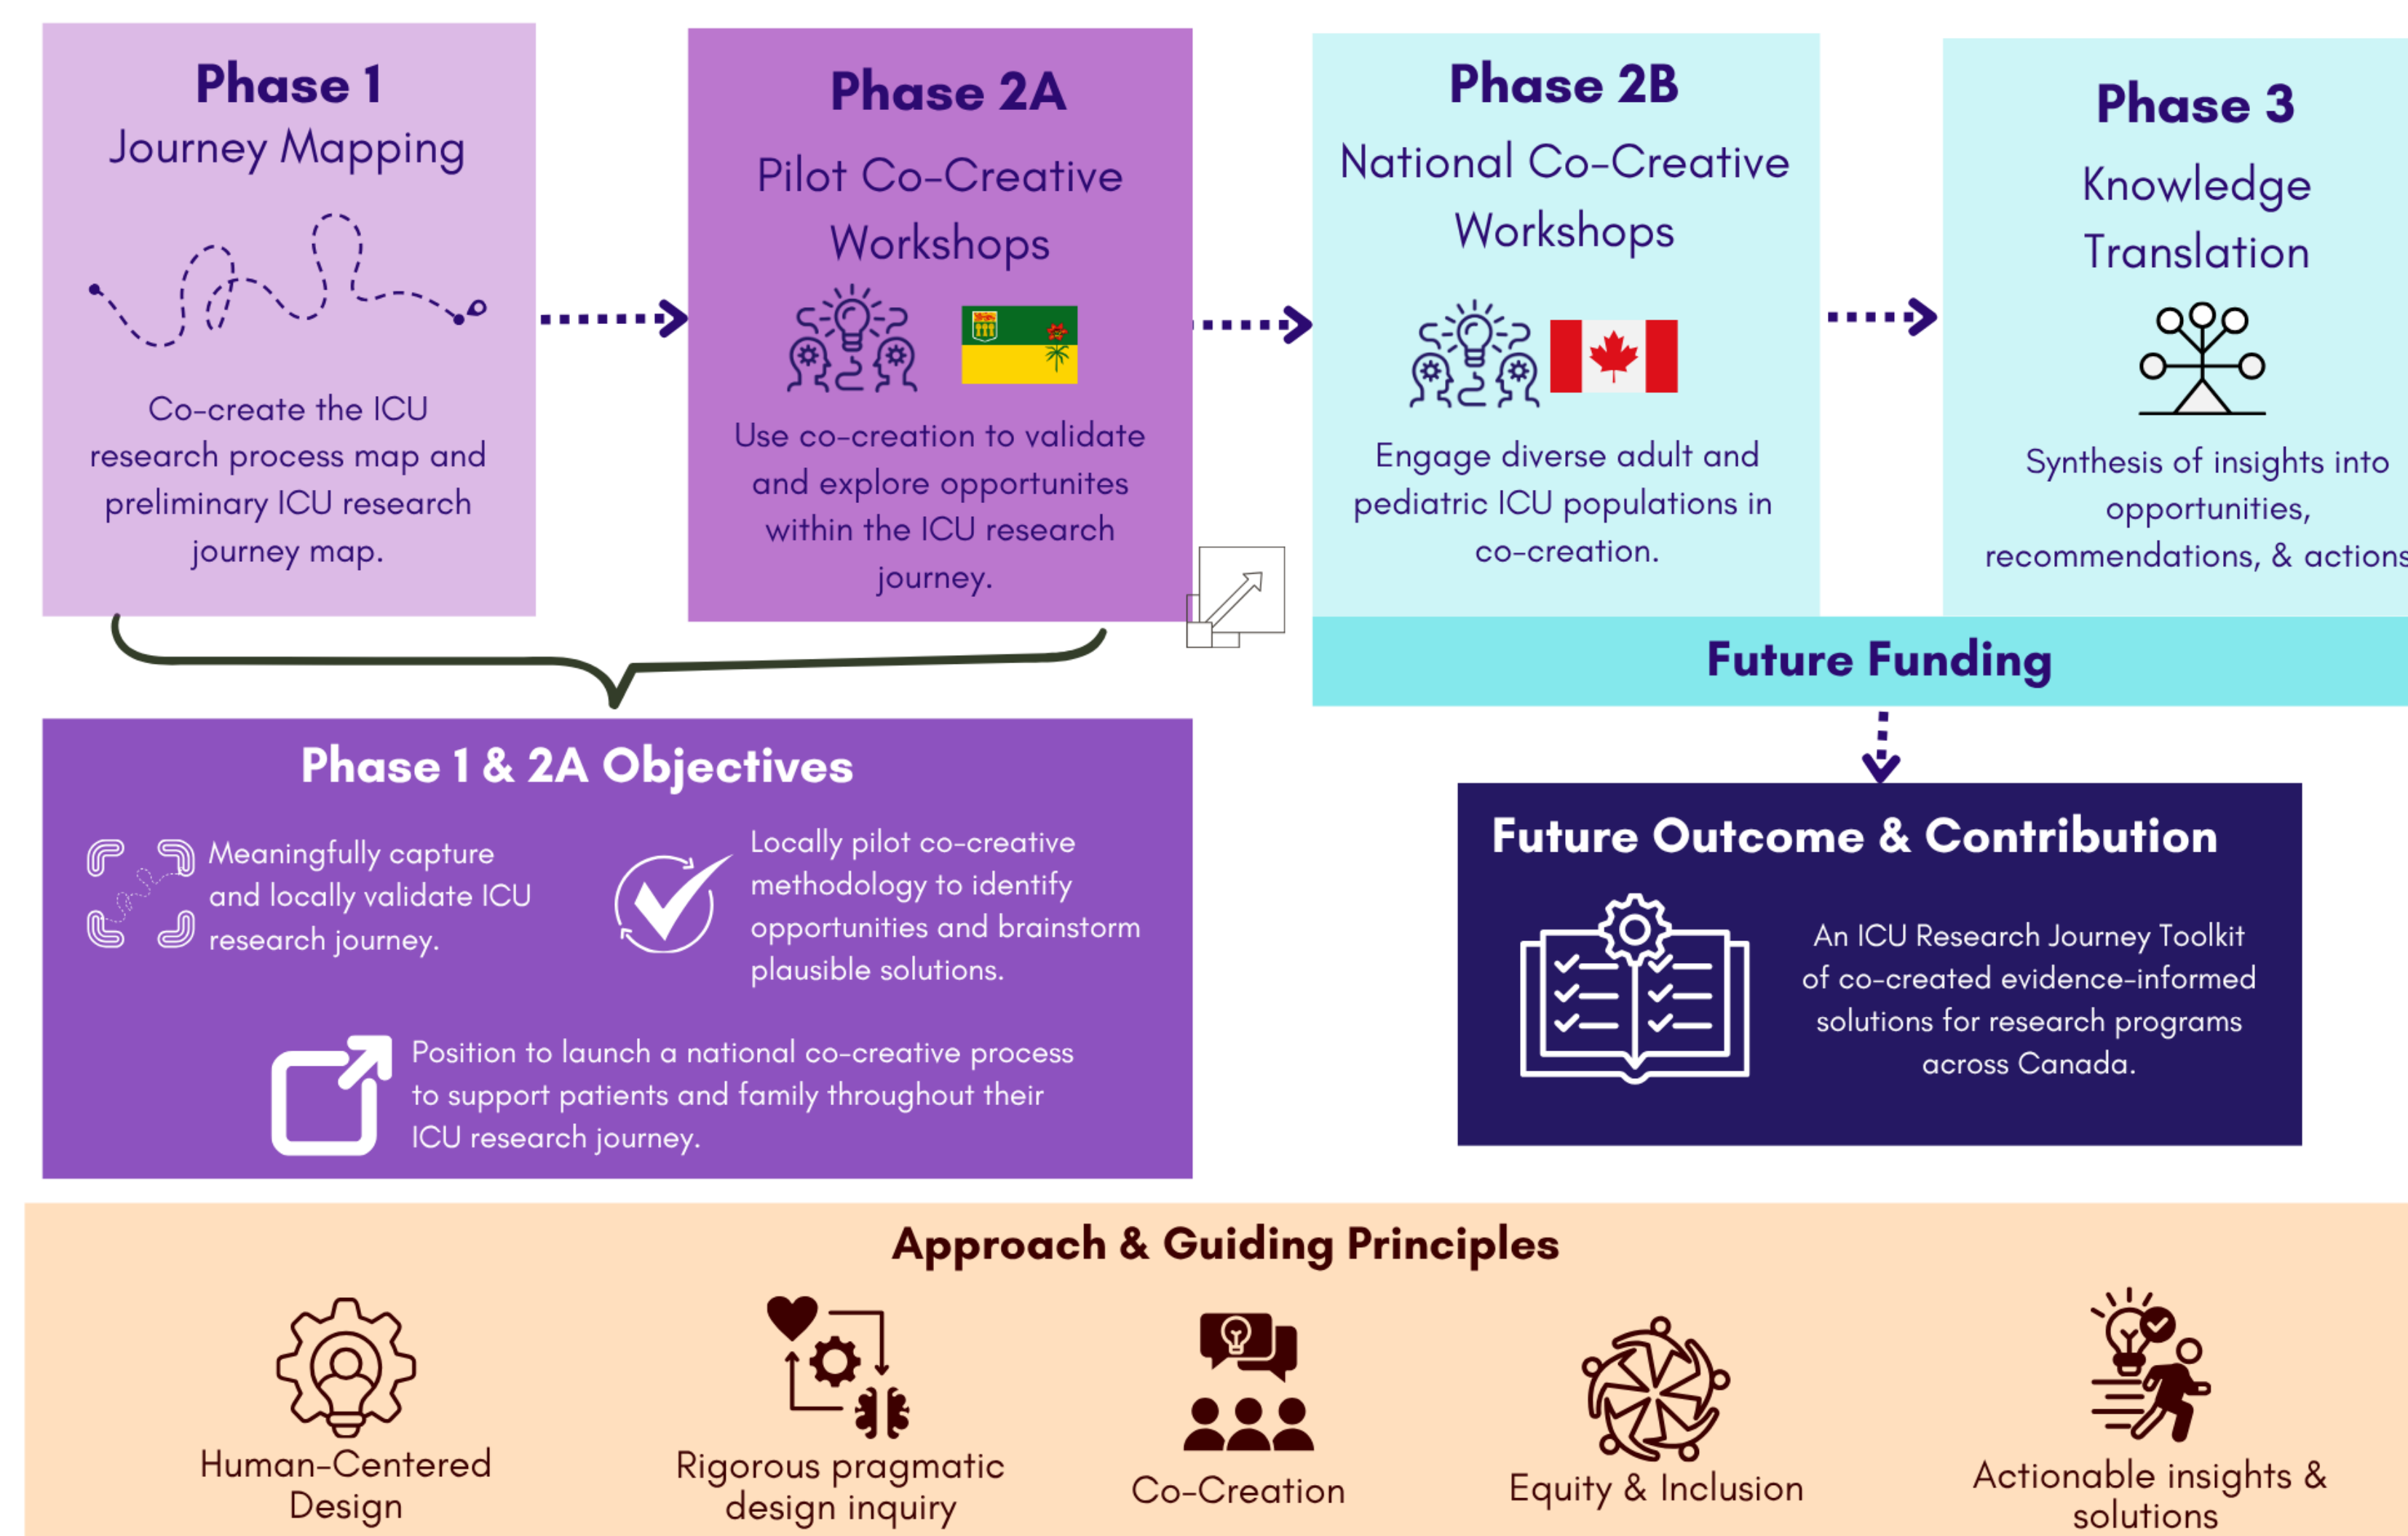 Phase 1
Journey Mapping
Co-create the ICU
research process map and
preliminary ICU research
journey map.
Phase 2A
Pilot Co-Creative
Workshops
Use co-creation to validate
and explore opportunites
within the ICU research
journey.
Phase 2B
National Co-Creative
Workshops
Engage diverse adult and
pediatric ICU populations in
co-creation.
Phase 3
Knowledge
Translation
Synthesis of insights into
opportunities,
recommendations, & actions
Future Funding
Phase 1 & 2A Objectives
Meaningfully capture
and locally validate ICU
research journey.
Locally pilot co-creative
methodology to identify
opportunities and brainstorm
plausible solutions.
Position to launch a national co-creative process
to support patients and family throughout their
ICU research journey.
Future Outcome & Contribution
An ICU Research Journey Toolkit
of co-created evidence-informed
solutions for research programs
across Canada.
Approach & Guiding Principles
Human-Centered
Design
Rigorous pragmatic
design inquiry
Co-Creation
Equity & Inclusion
Actionable insights &
solutions